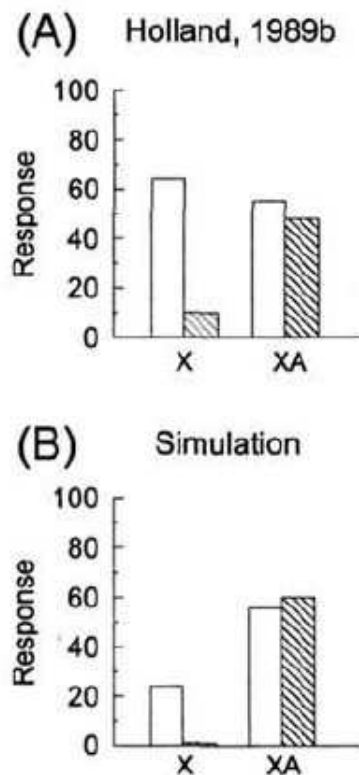 (A) Holland, 1989b
100
80
60
40
20
0
Response
X XA
(B) Simulation
100
80
60
40
20
0
Response
X XA